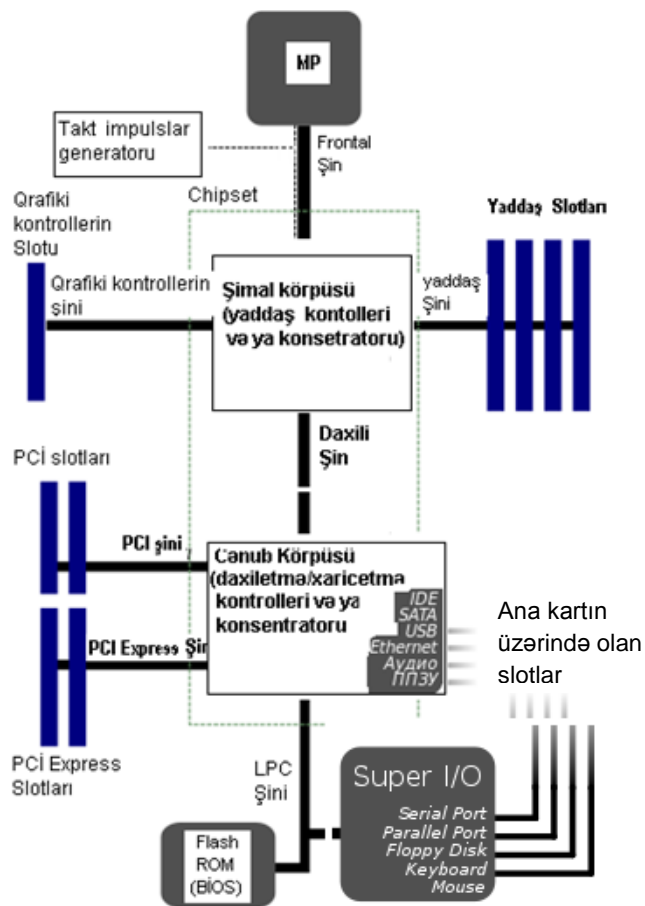 MP
Takt impulslar
generatoru
Frontal
Şin
Chipset
Qrafiki
kontrollerin
Slotu
Yaddaş Slotları
Qrafiki kontrollerin
şini
Şimal körpüsü
(yaddaş kontolleri
və ya konsetratoru)
yaddaş
Şini
Daxili
Şin
PCİ slotları
PCI şini
Cənub Körpüsü
(daxiletmə/xaricetmə
kontrolleri və ya
konsentratoru
IDE
SATA
USB
Ethernet
Аудио
ППЗУ
Ana kartın
üzərində olan
slotlar
PCI Express Şin
PCİ Express
Slotları
LPC
Şini
Super I/O
Serial Port
Parallel Port
Floppy Disk
Keyboard
Mouse
Flash
ROM
(BİOS)